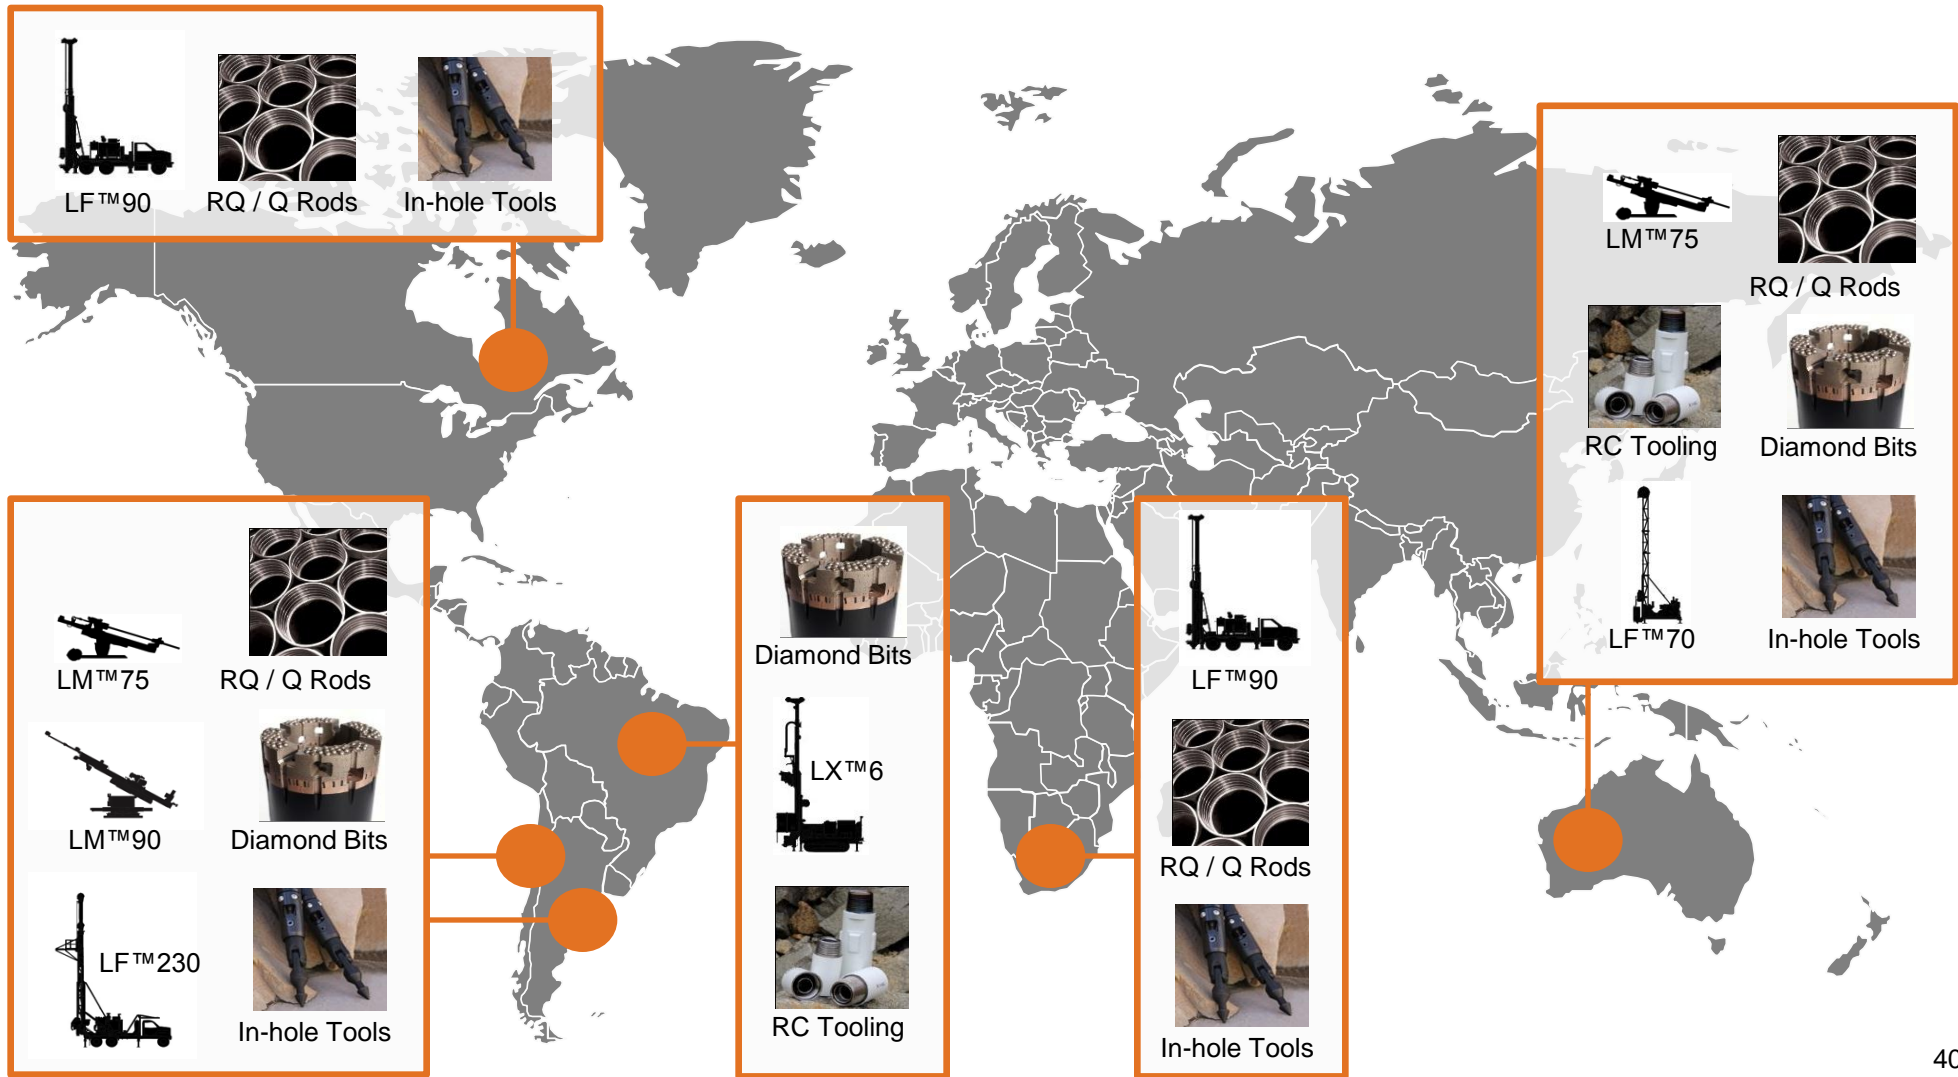 LF™90
RQ / Q Rods
In-hole Tools
LM™75
RQ / Q Rods
RC Tooling
Diamond Bits
LF™70
In-hole Tools
LM™75
RQ / Q Rods
LM™90
Diamond Bits
LF™230
In-hole Tools
Diamond Bits
LX™6
RC Tooling
LF™90
RQ / Q Rods
In-hole Tools
40